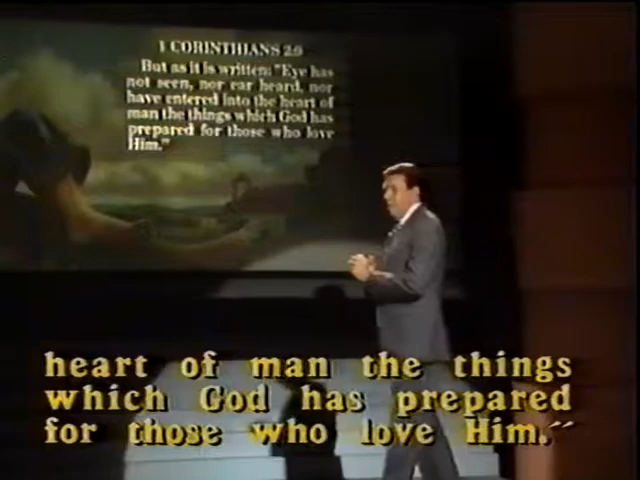 1 CORINTHIANS 2:9
But as it is written: "Eye has
not seen, nor ear heard, nor
have entered into the heart of
man the things which God has
prepared for those who love
Him."
heart of man the things
which God has prepared
for those who love Him."